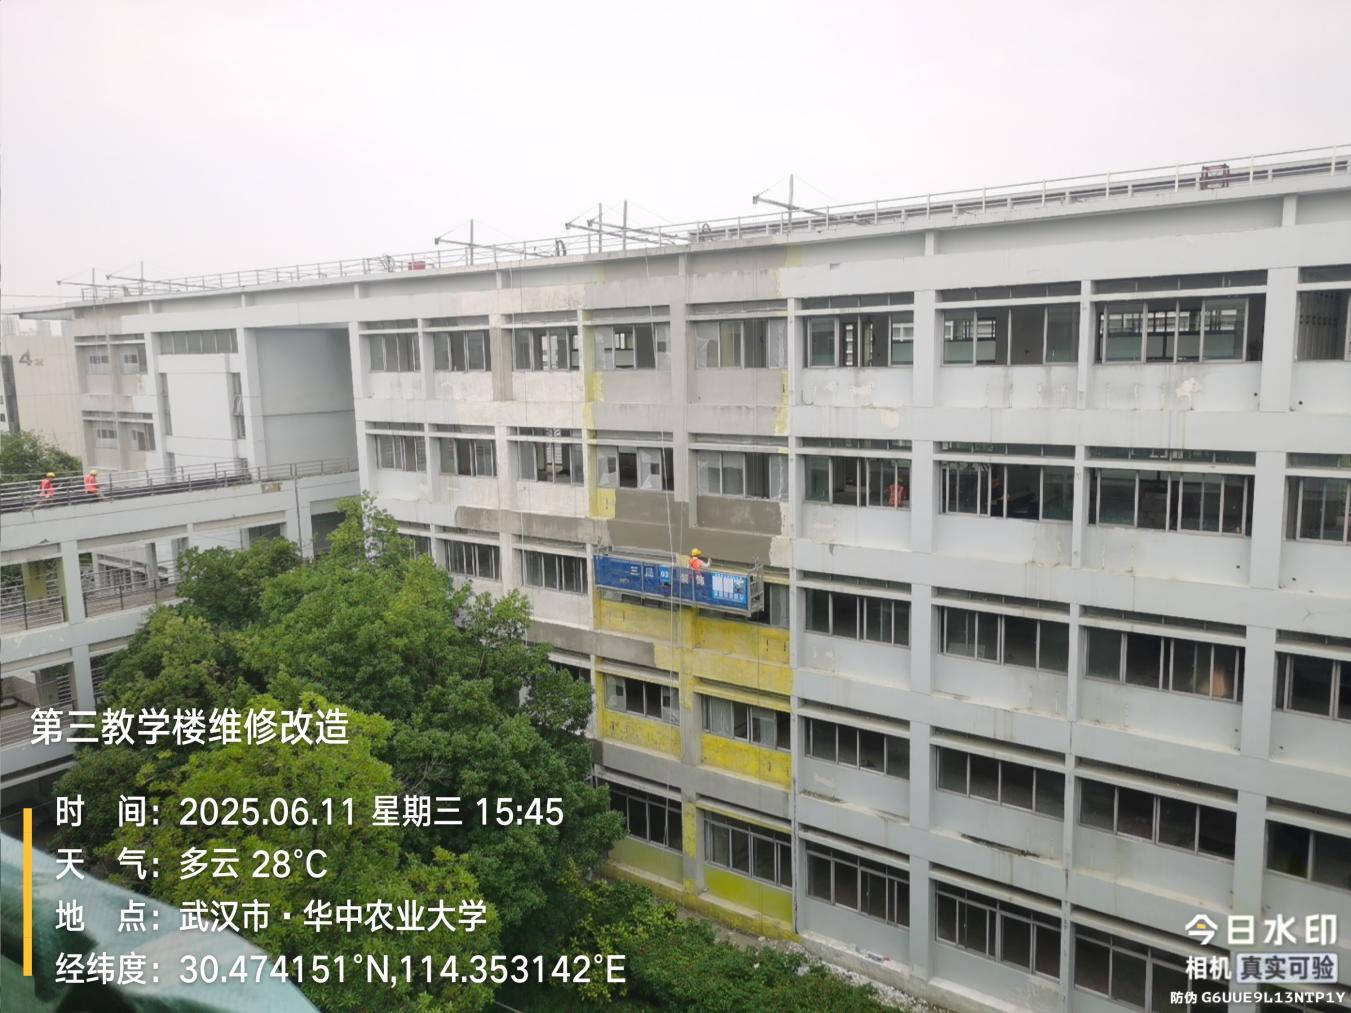 4
第三教学楼维修改造
时 间：2025.06.11 星期三 15:45
天 气：多云 28°C
地 点：武汉市·华中农业大学
经纬度：30.474151°N,114.353142°E
今日水印
相机 真实可验
防伪 G6UUE9L13NTP1Y